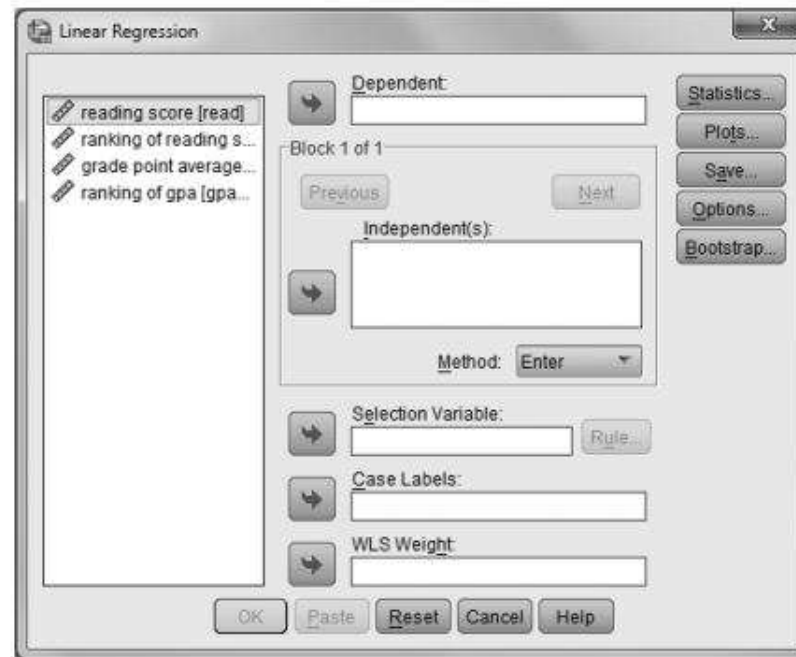 Linear Regression
reading score [read]
ranking of reading s...
grade point average...
ranking of gpa [gpa...
Dependent:
Block 1 of 1
Previous
Next
Independent(s):
Method: Enter
Selection Variable:
Rule...
Case Labels:
WLS Weight:
Statistics...
Plots...
Save...
Options...
Bootstrap...
OK
Paste
Reset
Cancel
Help